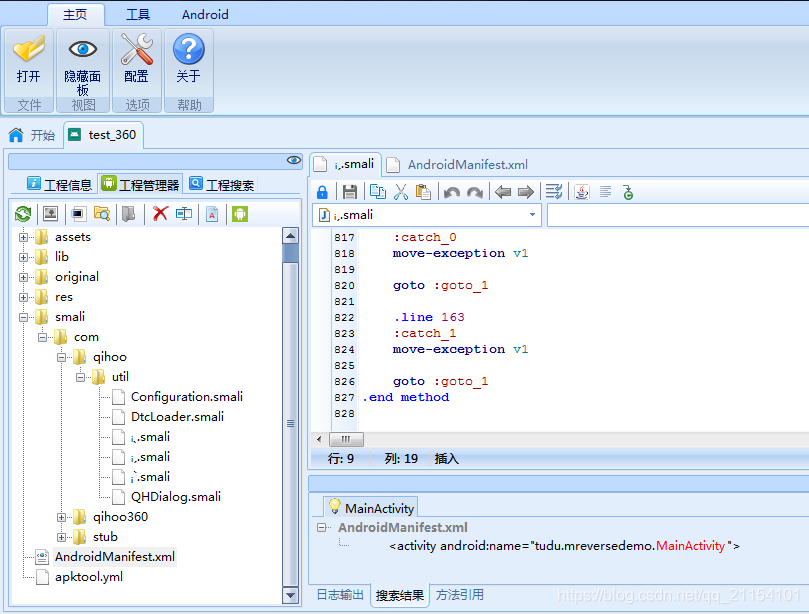 主页 工具 Android
打开 隐藏面板 配置 关于
文件 视图 选项 帮助
开始 test_360
工程信息 工程管理器 工程搜索
assets
lib
original
res
smali
com
qihoo
util
Configuration.smali
DtcLoader.smali
¡,.smali
¡,.smali
¡`.smali
QHDialog.smali
qihoo360
stub
AndroidManifest.xml
apktool.yml
¡,.smali AndroidManifest.xml
¡,.smali
817 :catch_0
818 move-exception v1
819
820 goto :goto_1
821
822 .line 163
823 :catch_1
824 move-exception v1
825
826 goto :goto_1
827 .end method
828
行: 9 列: 19 插入
MainActivity
AndroidManifest.xml
<activity android:name="tudu.mreversedemo.MainActivity">
日志输出 搜索结果 方法引用
https://blog.csdn.net/qq_21154101